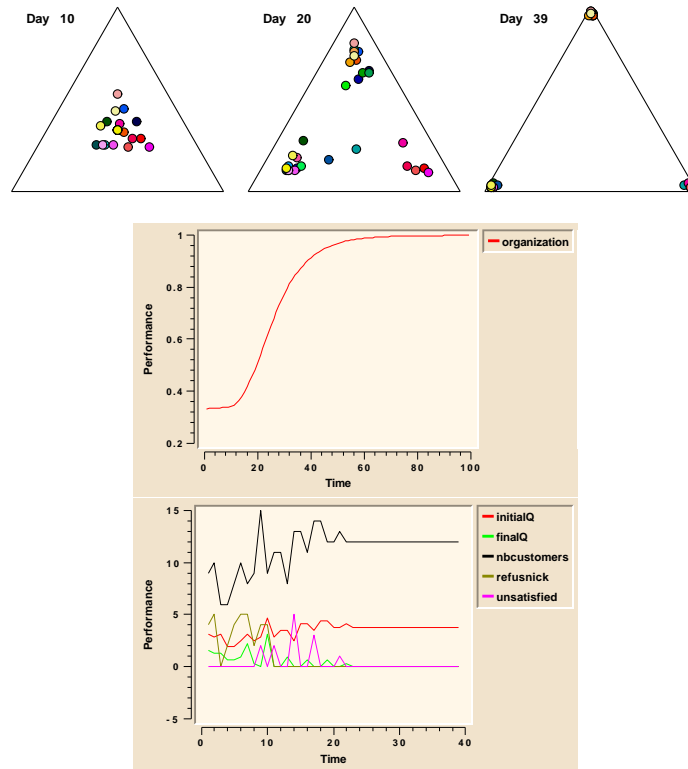 Day 10
Day 20
Day 39
1
0.8
0.6
0.4
0.2
Performance
0 20 40 60 80 100
Time
organization
15
10
5
0
-5
Performance
0 10 20 30 40
Time
initialQ
finalQ
nbcustomers
refusnick
unsatisfied